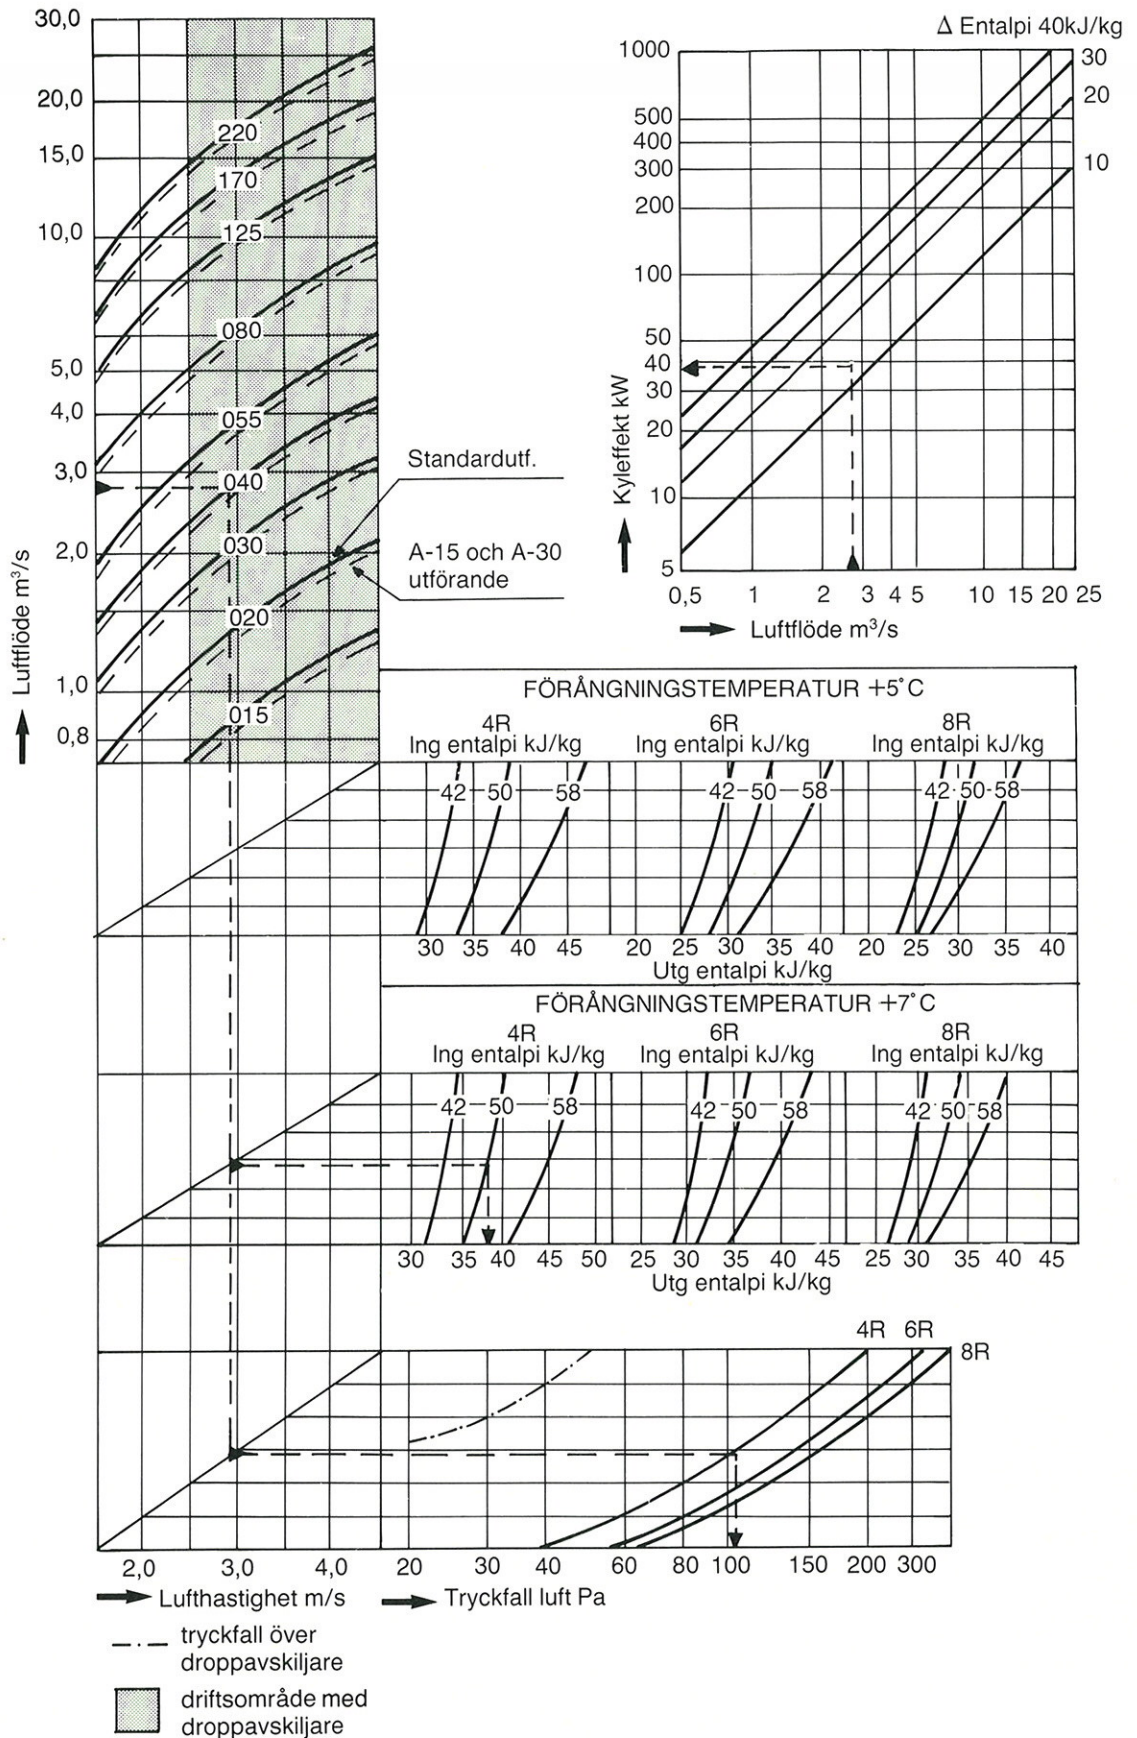 30,0
20,0
15,0
10,0
5,0
4,0
3,0
2,0
1,0
0,8
Luftflöde m³/s
220
170
125
080
055
040
030
020
015
Standardutf.
A-15 och A-30
utförande
Δ Entalpi 40kJ/kg
30
20
10
1000
500
400
300
200
100
50
40
30
20
10
5
Kyleffekt kW
0,5 1 2 3 4 5 10 15 20 25
Luftflöde m³/s
FÖRÅNGNINGSTEMPERATUR +5°C
4R 6R 8R
Ing entalpi kJ/kg Ing entalpi kJ/kg Ing entalpi kJ/kg
42 50 58 42 50 58 42 50 58
30 35 40 45 20 25 30 35 40 20 25 30 35 40
Utg entalpi kJ/kg
FÖRÅNGNINGSTEMPERATUR +7°C
4R 6R 8R
Ing entalpi kJ/kg Ing entalpi kJ/kg Ing entalpi kJ/kg
42 50 58 42 50 58 42 50 58
30 35 40 45 50 25 30 35 40 45 25 30 35 40 45
Utg entalpi kJ/kg
4R 6R
8R
2,0 3,0 4,0 20 30 40 60 80 100 150 200 300
Lufthastighet m/s Tryckfall luft Pa
tryckfall över
droppavskiljare
driftsområde med
droppavskiljare